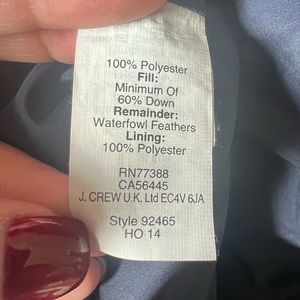 100% Polyester
Fill:
Minimum Of
60% Down
Remainder:
Waterfowl Feathers
Lining:
100% Polyester
RN77388
CA56445
J. CREW U.K. Ltd EC4V 6JA
Style 92465
HO 14